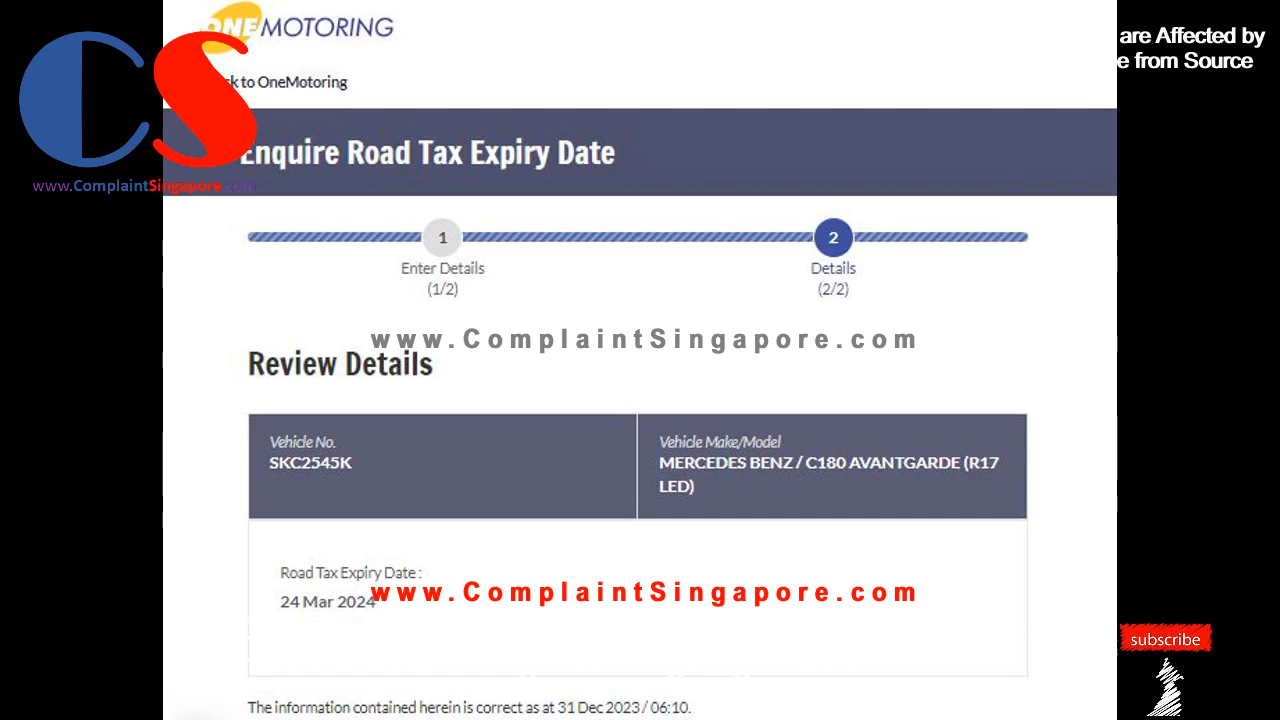 ONEMOTORING
are Affected by
e from Source
CS
ck to OneMotoring
Enquire Road Tax Expiry Date
www.ComplaintSingapore.com
1
2
Enter Details
(1/2)
Details
(2/2)
www.ComplaintSingapore.com
Review Details
Vehicle No.
SKC2545K
Vehicle Make/Model
MERCEDES BENZ / C180 AVANTGARDE (R17
LED)
Road Tax Expiry Date :
24 Mar 2024
www.ComplaintSingapore.com
subscribe
The information contained herein is correct as at 31 Dec 2023 / 06:10.